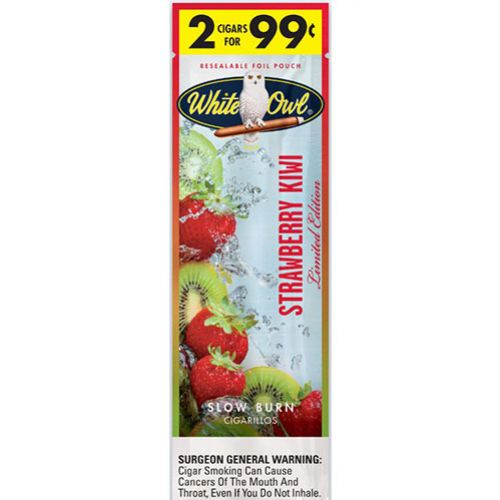 2 CIGARS FOR 99¢
RESEALABLE FOIL POUCH
White Owl®
STRAWBERRY KIWI
Limited Edition
SLOW BURN
CIGARILLOS
SURGEON GENERAL WARNING:
Cigar Smoking Can Cause
Cancers Of The Mouth And
Throat, Even If You Do Not Inhale.